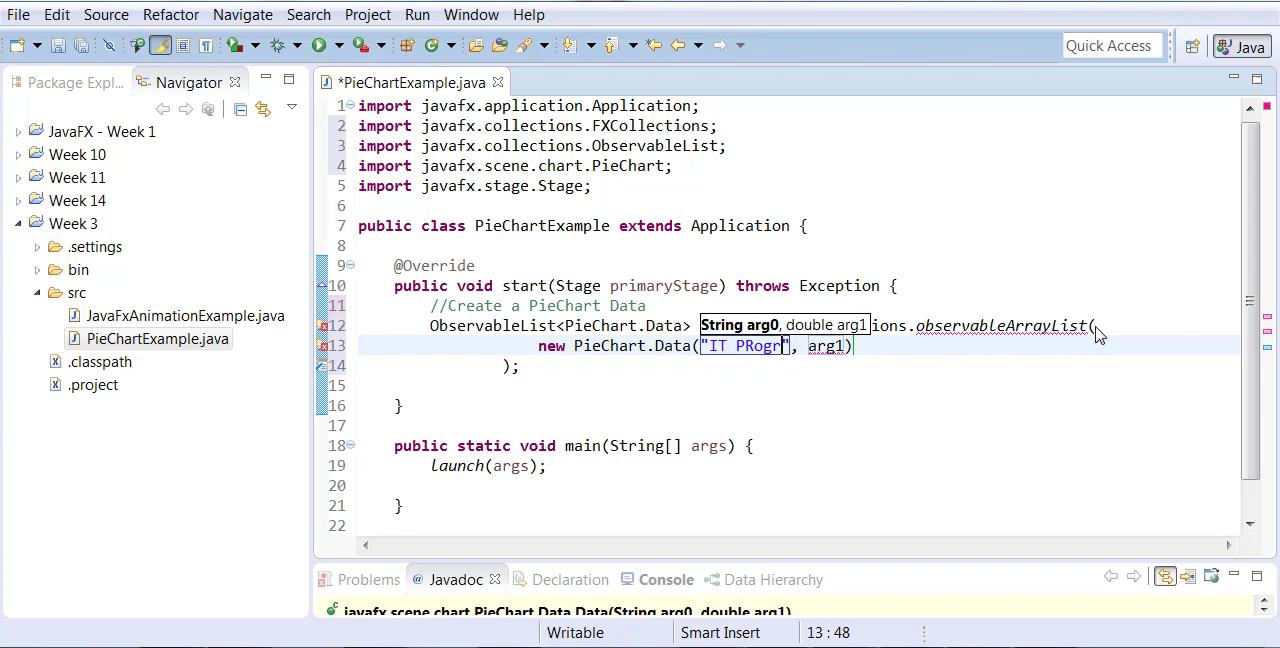 File Edit Source Refactor Navigate Search Project Run Window Help
Quick Access
Java
Package Expl... Navigator
*PieChartExample.java
JavaFX - Week 1
Week 10
Week 11
Week 14
Week 3
.settings
bin
src
JavaFxAnimationExample.java
PieChartExample.java
.classpath
.project
1 import javafx.application.Application;
2 import javafx.collections.FXCollections;
3 import javafx.collections.ObservableList;
4 import javafx.scene.chart.PieChart;
5 import javafx.stage.Stage;
6
7 public class PieChartExample extends Application {
8
9 @Override
10 public void start(Stage primaryStage) throws Exception {
11 //Create a PieChart Data
12 ObservableList<PieChart.Data> String arg0, double arg1 ions.observableArrayList(
13 new PieChart.Data("IT PRogr", arg1)
14 );
15
16 }
17
18 public static void main(String[] args) {
19 launch(args);
20
21 }
22
Problems @ Javadoc Declaration Console Data Hierarchy
javafx.scene.chart.PieChart.Data.Data(String arg0, double arg1)
Writable Smart Insert 13 : 48